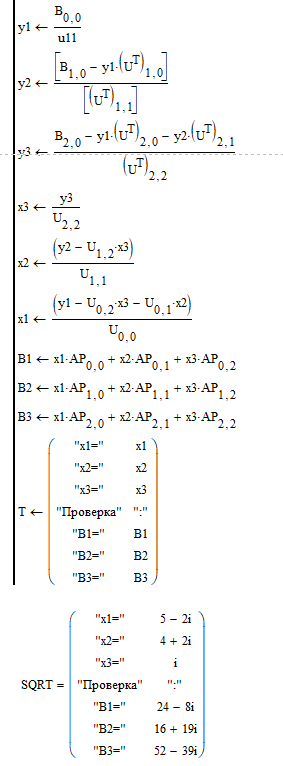 y1 ← B0,0 / u11
y2 ← [B1,0 − y1·(U^T)1,0] / [(U^T)1,1]
y3 ← B2,0 − y1·(U^T)2,0 − y2·(U^T)2,1 / (U^T)2,2
x3 ← y3 / U2,2
x2 ← (y2 − U1,2·x3) / U1,1
x1 ← (y1 − U0,2·x3 − U0,1·x2) / U0,0
B1 ← x1·AP0,0 + x2·AP0,1 + x3·AP0,2
B2 ← x1·AP1,0 + x2·AP1,1 + x3·AP1,2
B3 ← x1·AP2,0 + x2·AP2,1 + x3·AP2,2
"x1=" x1
"x2=" x2
"x3=" x3
T ← "Проверка" ":"
"B1=" B1
"B2=" B2
"B3=" B3
"x1=" 5 − 2i
"x2=" 4 + 2i
"x3=" i
SQRT = "Проверка" ":"
"B1=" 24 − 8i
"B2=" 16 + 19i
"B3=" 52 − 39i